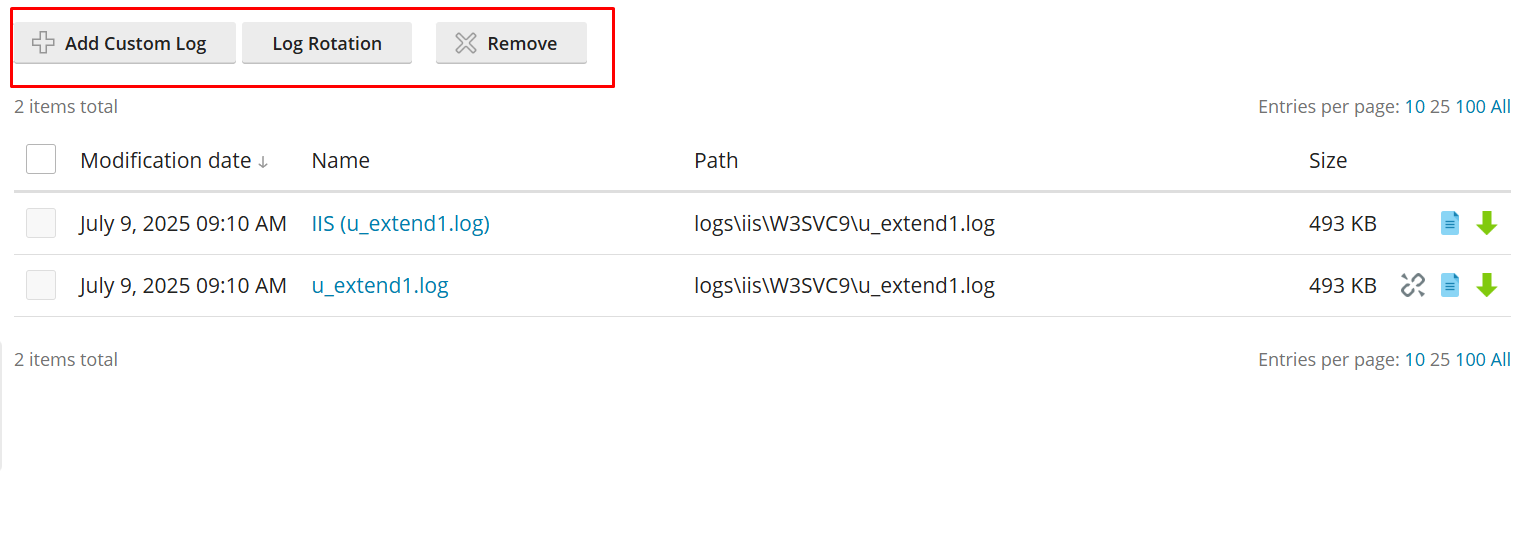 Add Custom Log Log Rotation Remove
2 items total Entries per page: 10 25 100 All
Modification date ↓ Name Path Size
July 9, 2025 09:10 AM IIS (u_extend1.log) logs\iis\W3SVC9\u_extend1.log 493 KB
July 9, 2025 09:10 AM u_extend1.log logs\iis\W3SVC9\u_extend1.log 493 KB
2 items total Entries per page: 10 25 100 All